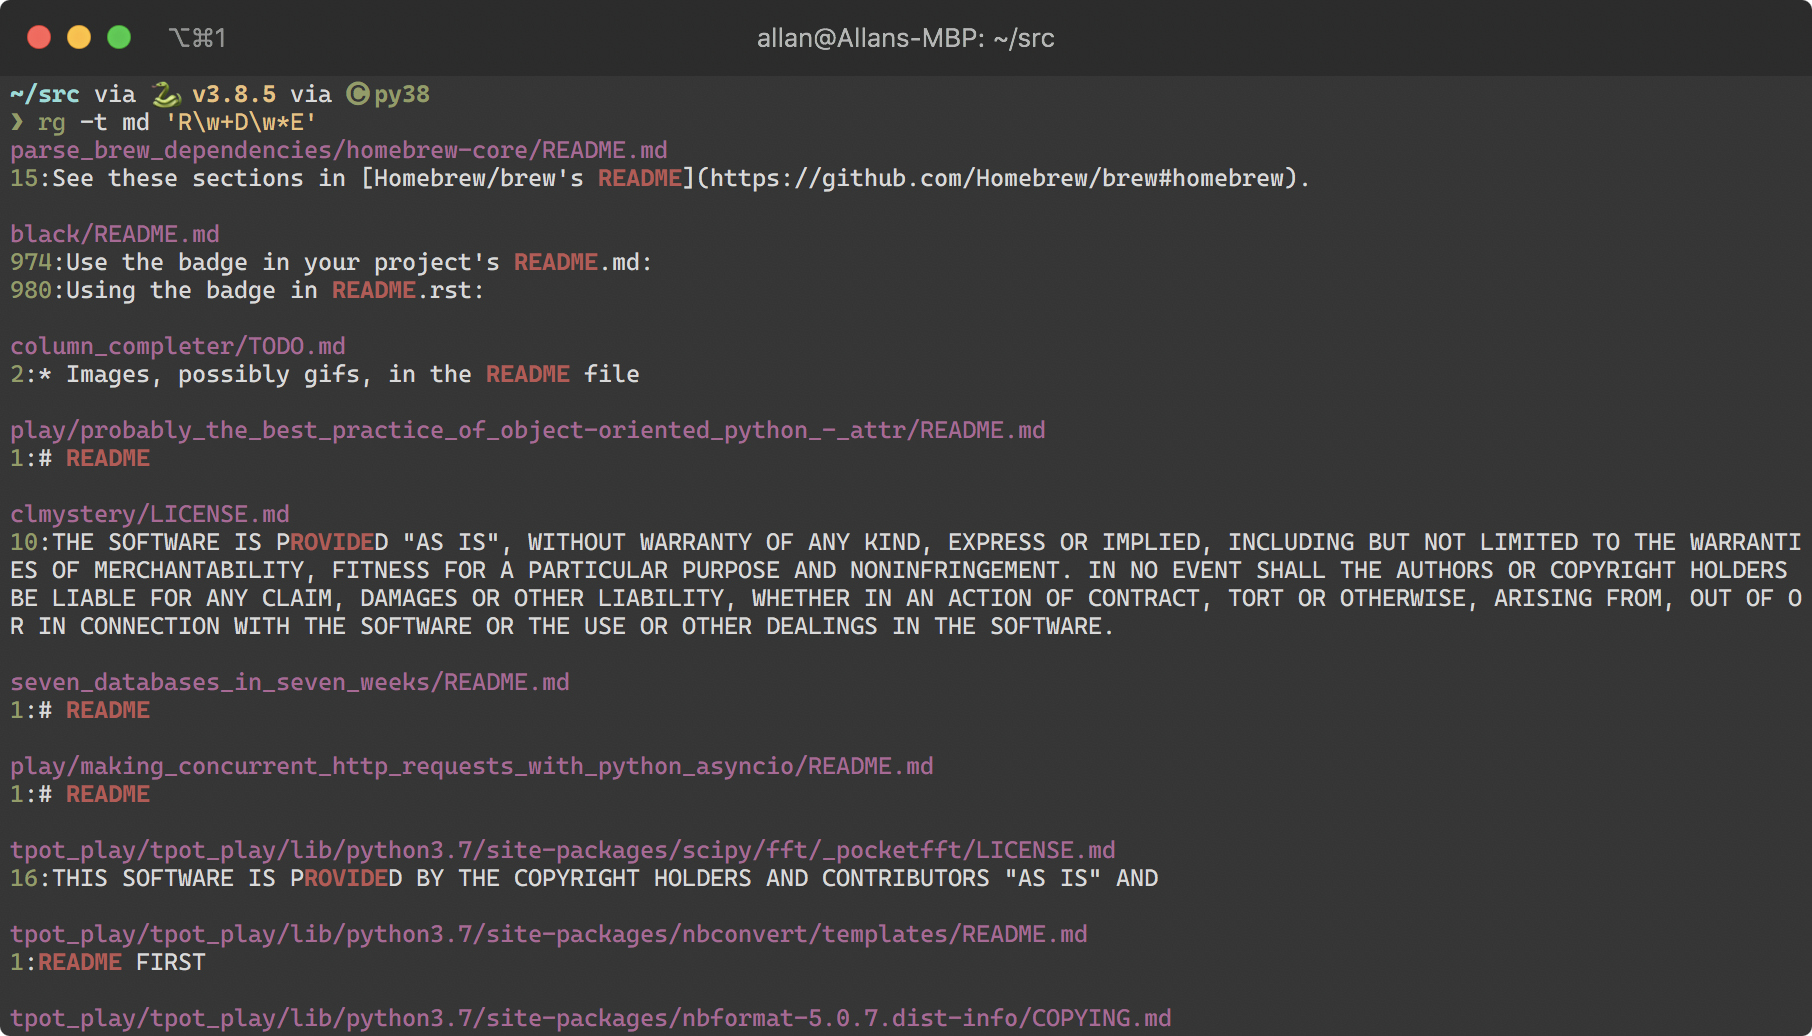 ⌥⌘1
allan@Allans-MBP: ~/src
~/src via 🐍 v3.8.5 via ©py38
❯ rg -t md 'R\w+D\w*E'
parse_brew_dependencies/homebrew-core/README.md
15:See these sections in [Homebrew/brew's README](https://github.com/Homebrew/brew#homebrew).
black/README.md
974:Use the badge in your project's README.md:
980:Using the badge in README.rst:
column_completer/TODO.md
2:* Images, possibly gifs, in the README file
play/probably_the_best_practice_of_object-oriented_python_-_attr/README.md
1:# README
clmystery/LICENSE.md
10:THE SOFTWARE IS PROVIDED "AS IS", WITHOUT WARRANTY OF ANY KIND, EXPRESS OR IMPLIED, INCLUDING BUT NOT LIMITED TO THE WARRANTI
ES OF MERCHANTABILITY, FITNESS FOR A PARTICULAR PURPOSE AND NONINFRINGEMENT. IN NO EVENT SHALL THE AUTHORS OR COPYRIGHT HOLDERS
BE LIABLE FOR ANY CLAIM, DAMAGES OR OTHER LIABILITY, WHETHER IN AN ACTION OF CONTRACT, TORT OR OTHERWISE, ARISING FROM, OUT OF O
R IN CONNECTION WITH THE SOFTWARE OR THE USE OR OTHER DEALINGS IN THE SOFTWARE.
seven_databases_in_seven_weeks/README.md
1:# README
play/making_concurrent_http_requests_with_python_asyncio/README.md
1:# README
tpot_play/tpot_play/lib/python3.7/site-packages/scipy/fft/_pocketfft/LICENSE.md
16:THIS SOFTWARE IS PROVIDED BY THE COPYRIGHT HOLDERS AND CONTRIBUTORS "AS IS" AND
tpot_play/tpot_play/lib/python3.7/site-packages/nbconvert/templates/README.md
1:README FIRST
tpot_play/tpot_play/lib/python3.7/site-packages/nbformat-5.0.7.dist-info/COPYING.md